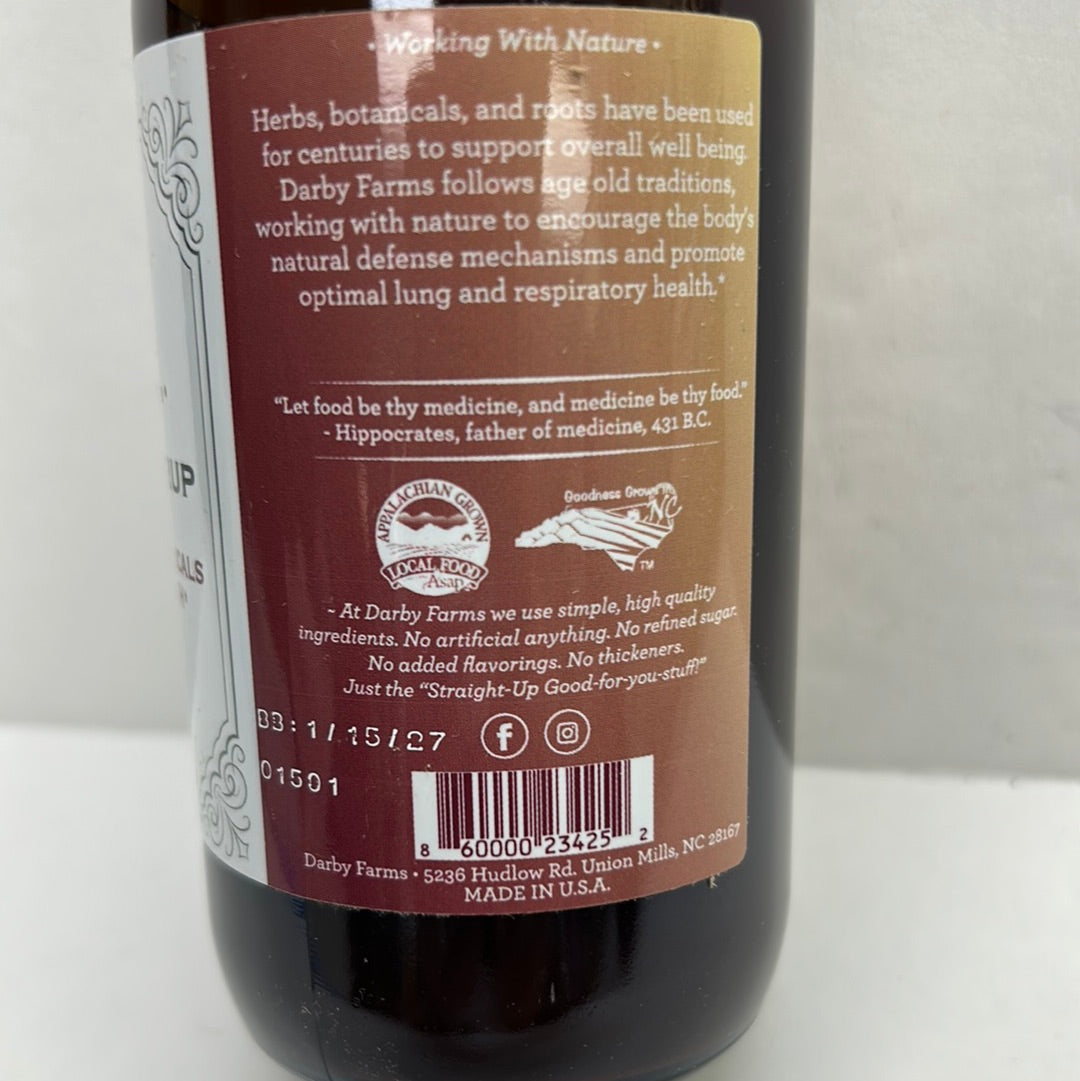 • Working With Nature •
Herbs, botanicals, and roots have been used
for centuries to support overall well being.
Darby Farms follows age old traditions,
working with nature to encourage the body's
natural defense mechanisms and promote
optimal lung and respiratory health.*
"Let food be thy medicine, and medicine be thy food."
- Hippocrates, father of medicine, 431 B.C.
APPALACHIAN GROWN
LOCAL FOOD
Asap
Goodness Grown in
NC
TM
~ At Darby Farms we use simple, high quality
ingredients. No artificial anything. No refined sugar.
No added flavorings. No thickeners.
Just the "Straight-Up Good-for-you-stuff!"
BB:1/15/27
01501
8 60000 23425 2
Darby Farms • 5236 Hudlow Rd. Union Mills, NC 28167
MADE IN U.S.A.